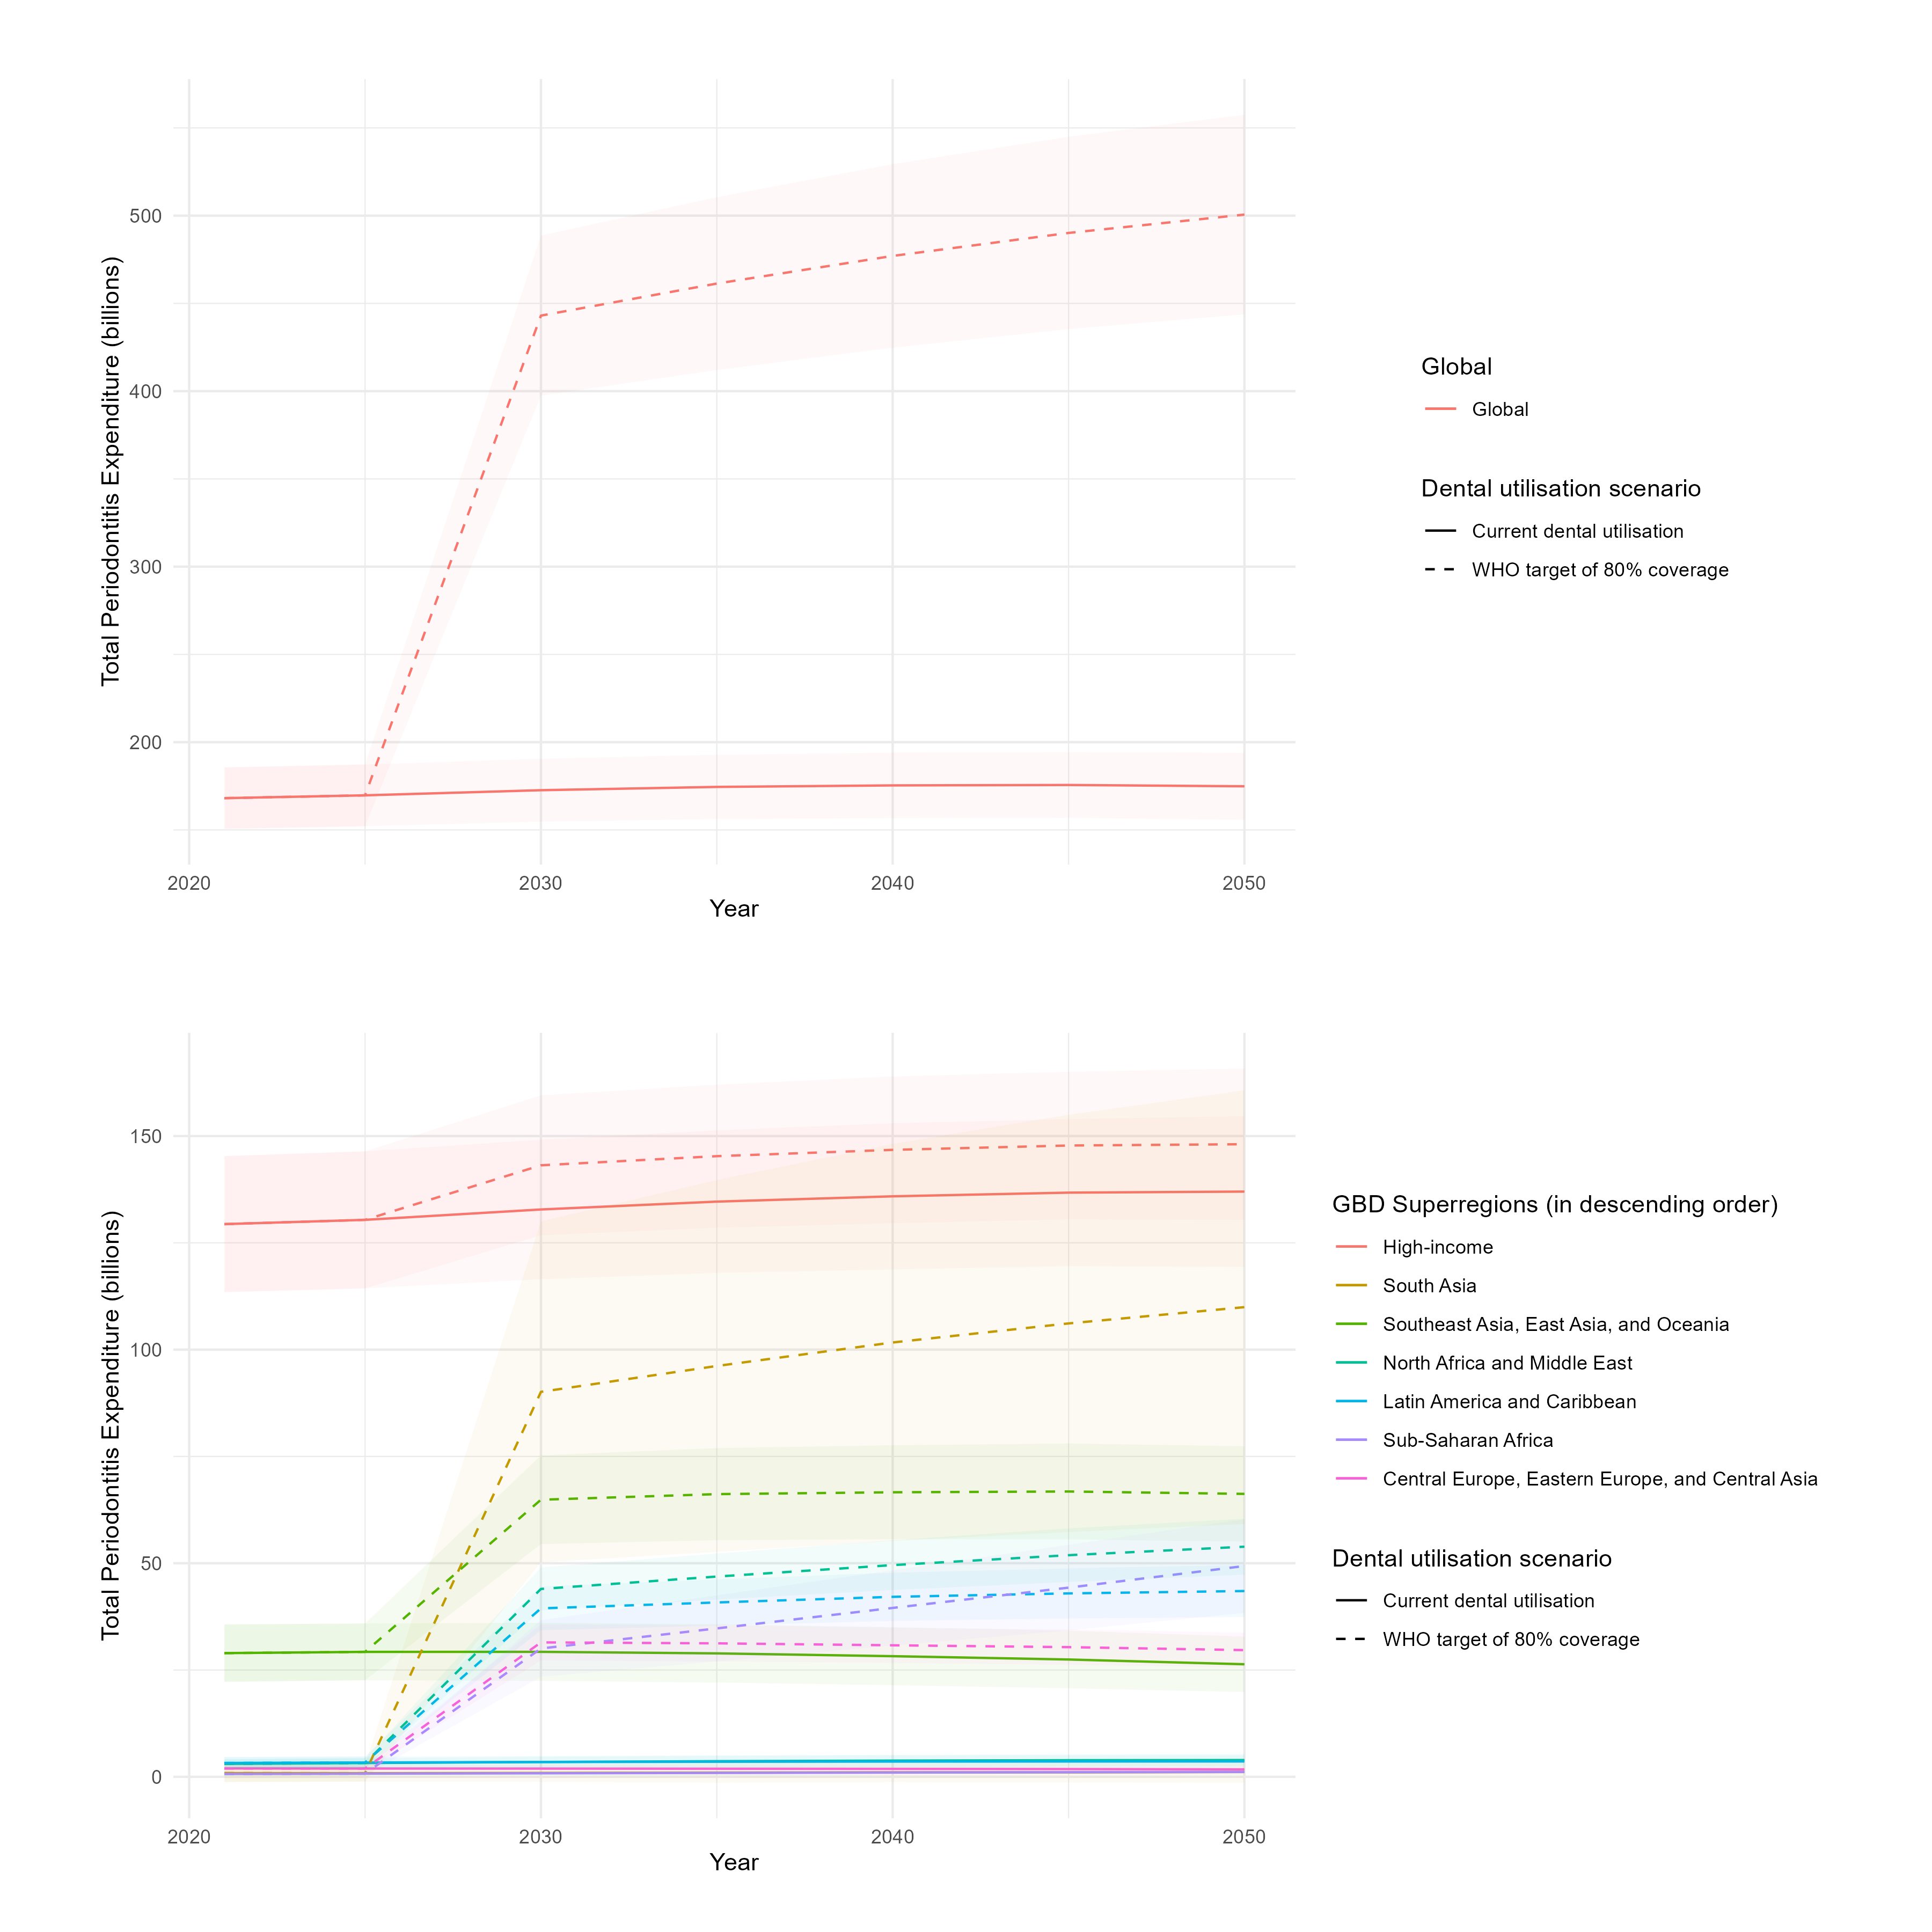 Total Periodontitis Expenditure (billions)
500
400
300
200
2020
2030
2040
2050
Year
Global
Global
Dental utilisation scenario
Current dental utilisation
WHO target of 80% coverage
Total Periodontitis Expenditure (billions)
150
100
50
0
2020
2030
2040
2050
Year
GBD Superregions (in descending order)
High-income
South Asia
Southeast Asia, East Asia, and Oceania
North Africa and Middle East
Latin America and Caribbean
Sub-Saharan Africa
Central Europe, Eastern Europe, and Central Asia
Dental utilisation scenario
Current dental utilisation
WHO target of 80% coverage